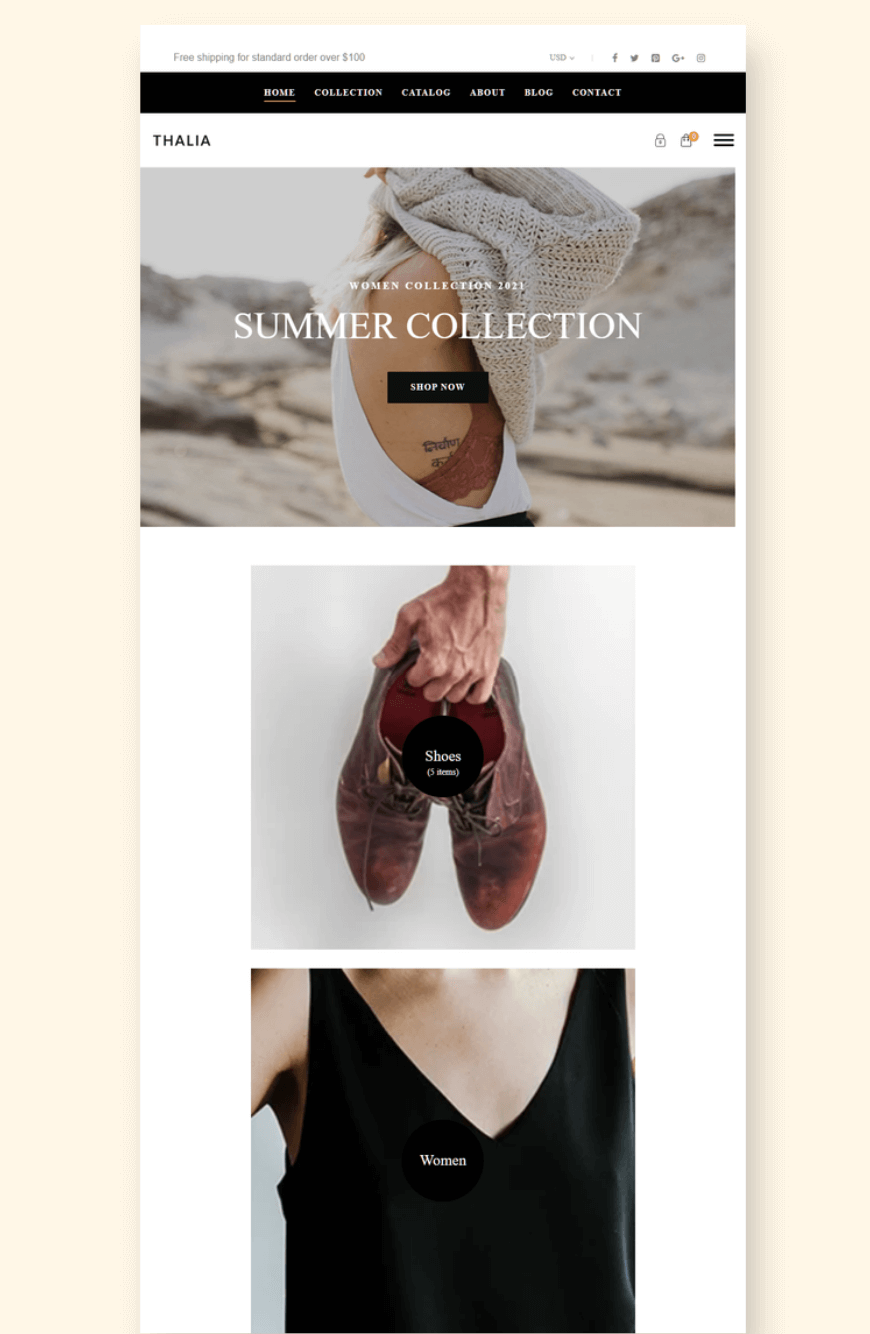 Free shipping for standard order over $100
USD
HOME COLLECTION CATALOG ABOUT BLOG CONTACT
THALIA
0
WOMEN COLLECTION 2021
SUMMER COLLECTION
SHOP NOW
निर्वाण
Shoes
(5 items)
Women